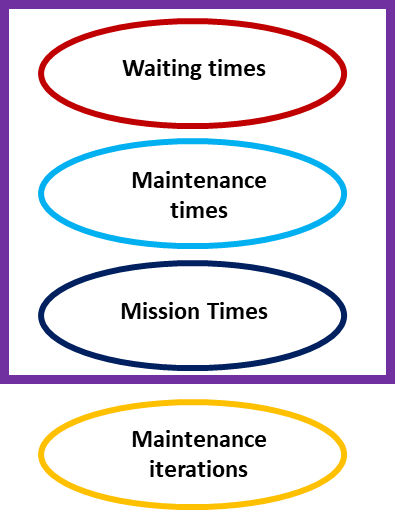 Waiting times
Maintenance
times
Mission Times
Maintenance
iterations